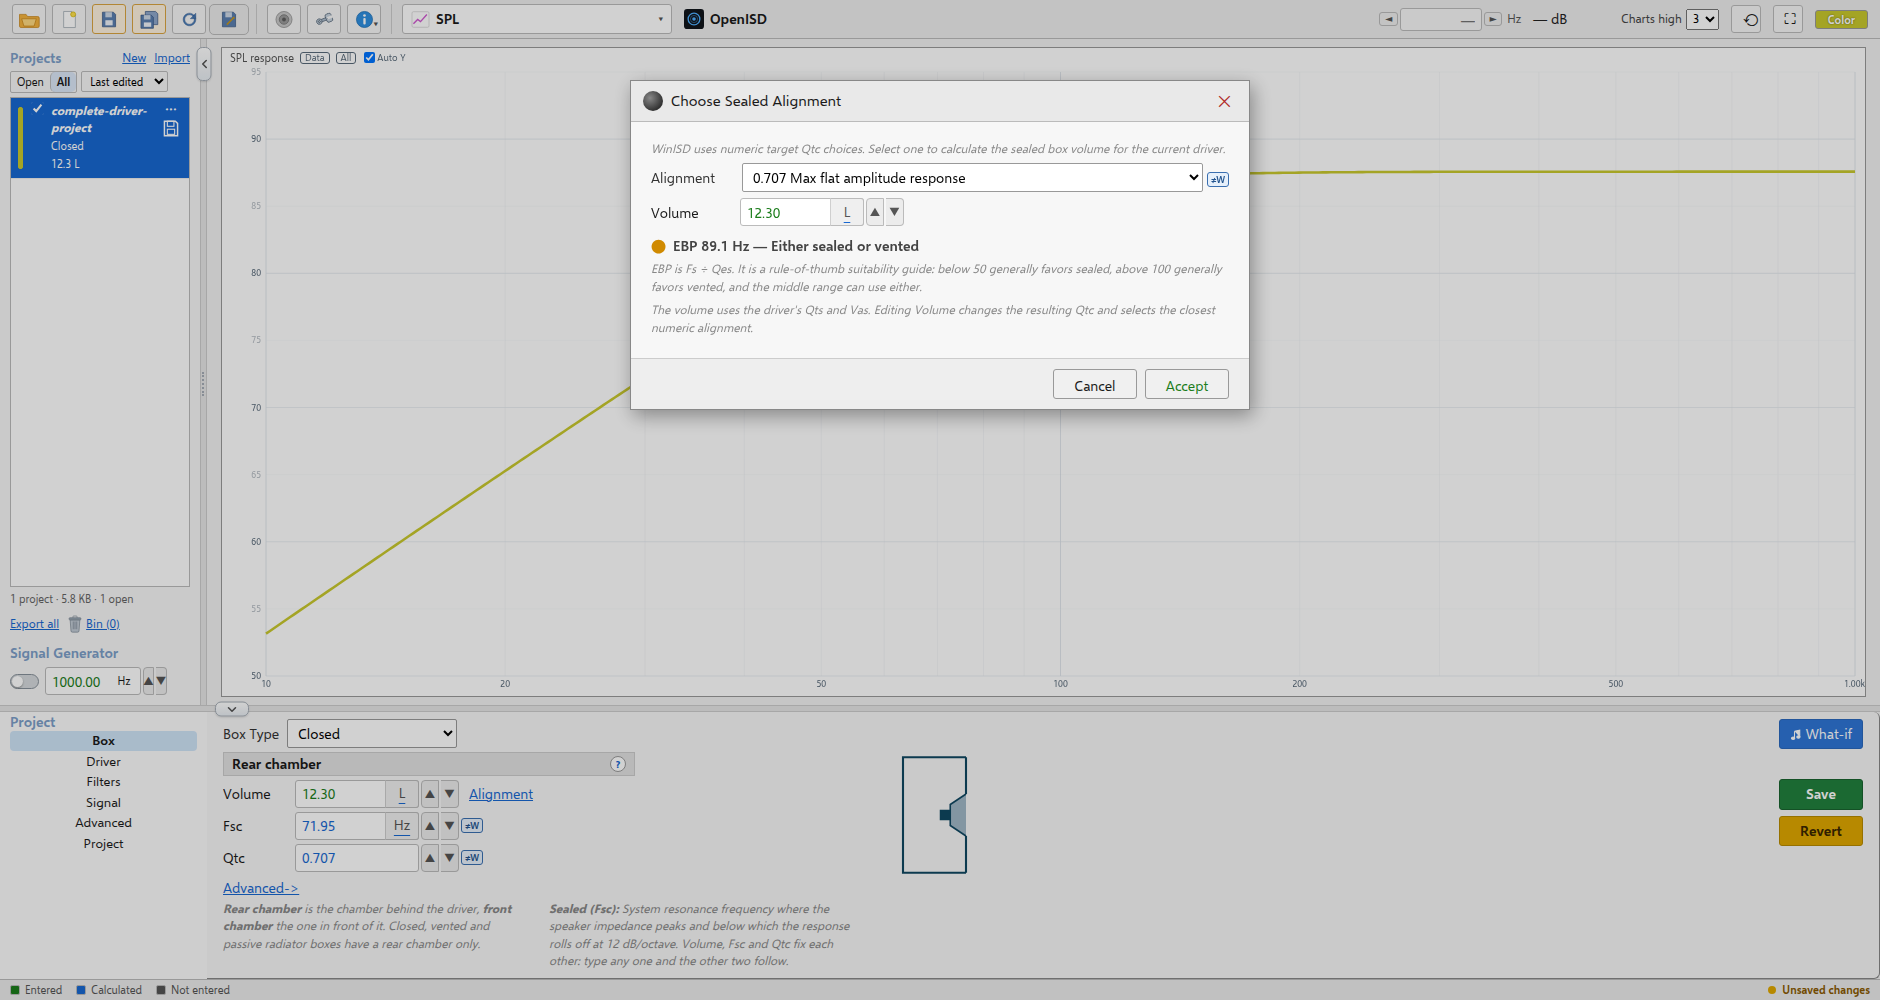 SPL
OpenISD
—
Hz
— dB
Charts high
3
Color
Projects
New
Import
Open
All
Last edited
complete-driver-
project
...
Closed
12.3 L
1 project · 5.8 KB · 1 open
Export all
Bin (0)
Signal Generator
1000.00
Hz
SPL response
Data
All
Auto Y
95
90
85
80
75
70
65
60
55
50
10
20
50
100
200
500
1.00k
Choose Sealed Alignment
WinISD uses numeric target Qtc choices. Select one to calculate the sealed box volume for the current driver.
Alignment
0.707 Max flat amplitude response
≠W
Volume
12.30
L
EBP 89.1 Hz — Either sealed or vented
EBP is Fs ÷ Qes. It is a rule-of-thumb suitability guide: below 50 generally favors sealed, above 100 generally
favors vented, and the middle range can use either.
The volume uses the driver's Qts and Vas. Editing Volume changes the resulting Qtc and selects the closest
numeric alignment.
Cancel
Accept
Project
Box
Driver
Filters
Signal
Advanced
Project
Box Type
Closed
Rear chamber
?
Volume
12.30
L
Alignment
Fsc
71.95
Hz
≠W
Qtc
0.707
≠W
Advanced->
Rear chamber is the chamber behind the driver, front
chamber the one in front of it. Closed, vented and
passive radiator boxes have a rear chamber only.
Sealed (Fsc): System resonance frequency where the
speaker impedance peaks and below which the response
rolls off at 12 dB/octave. Volume, Fsc and Qtc fix each
other: type any one and the other two follow.
What-if
Save
Revert
Entered
Calculated
Not entered
Unsaved changes